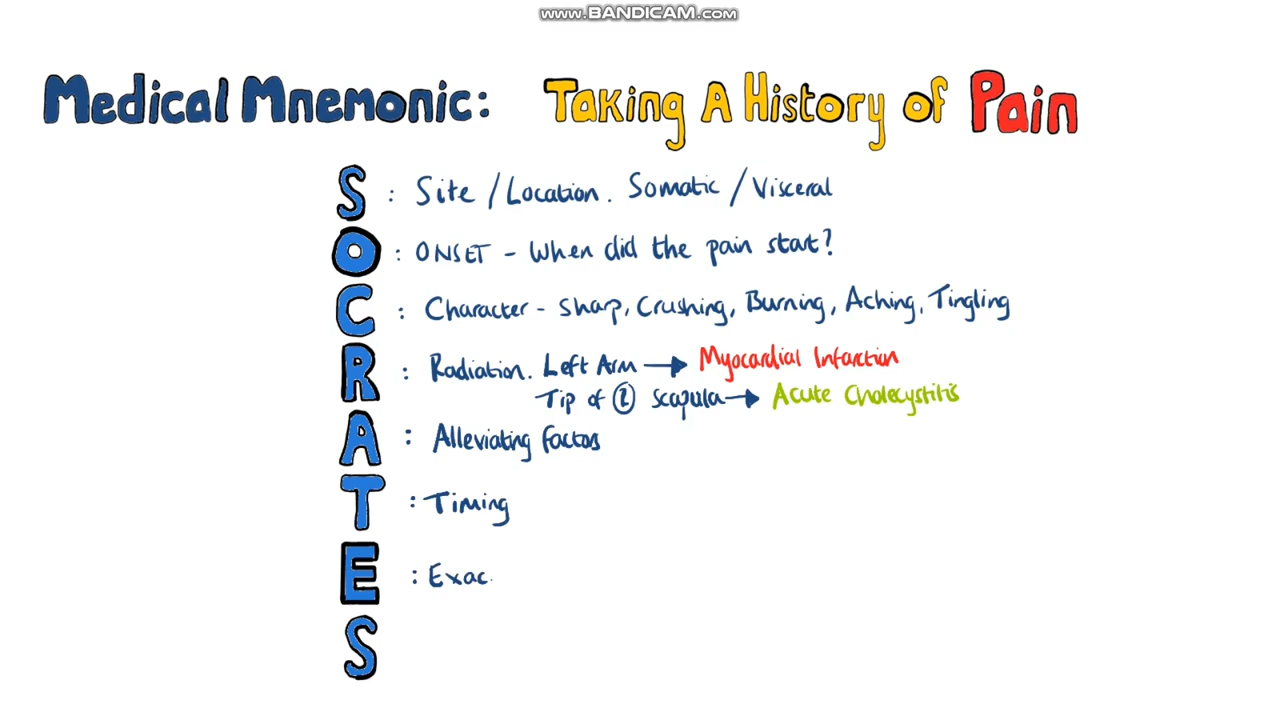 www.BANDICAM.com
Medical Mnemonic: Taking A History of Pain
S : Site / Location. Somatic / Visceral
O : ONSET - When did the pain start?
C : Character - Sharp, Crushing, Burning, Aching, Tingling
R : Radiation. Left Arm → Myocardial Infarction
Tip of R Scapula → Acute Cholecystitis
A : Alleviating factors
T : Timing
E : Exac
S